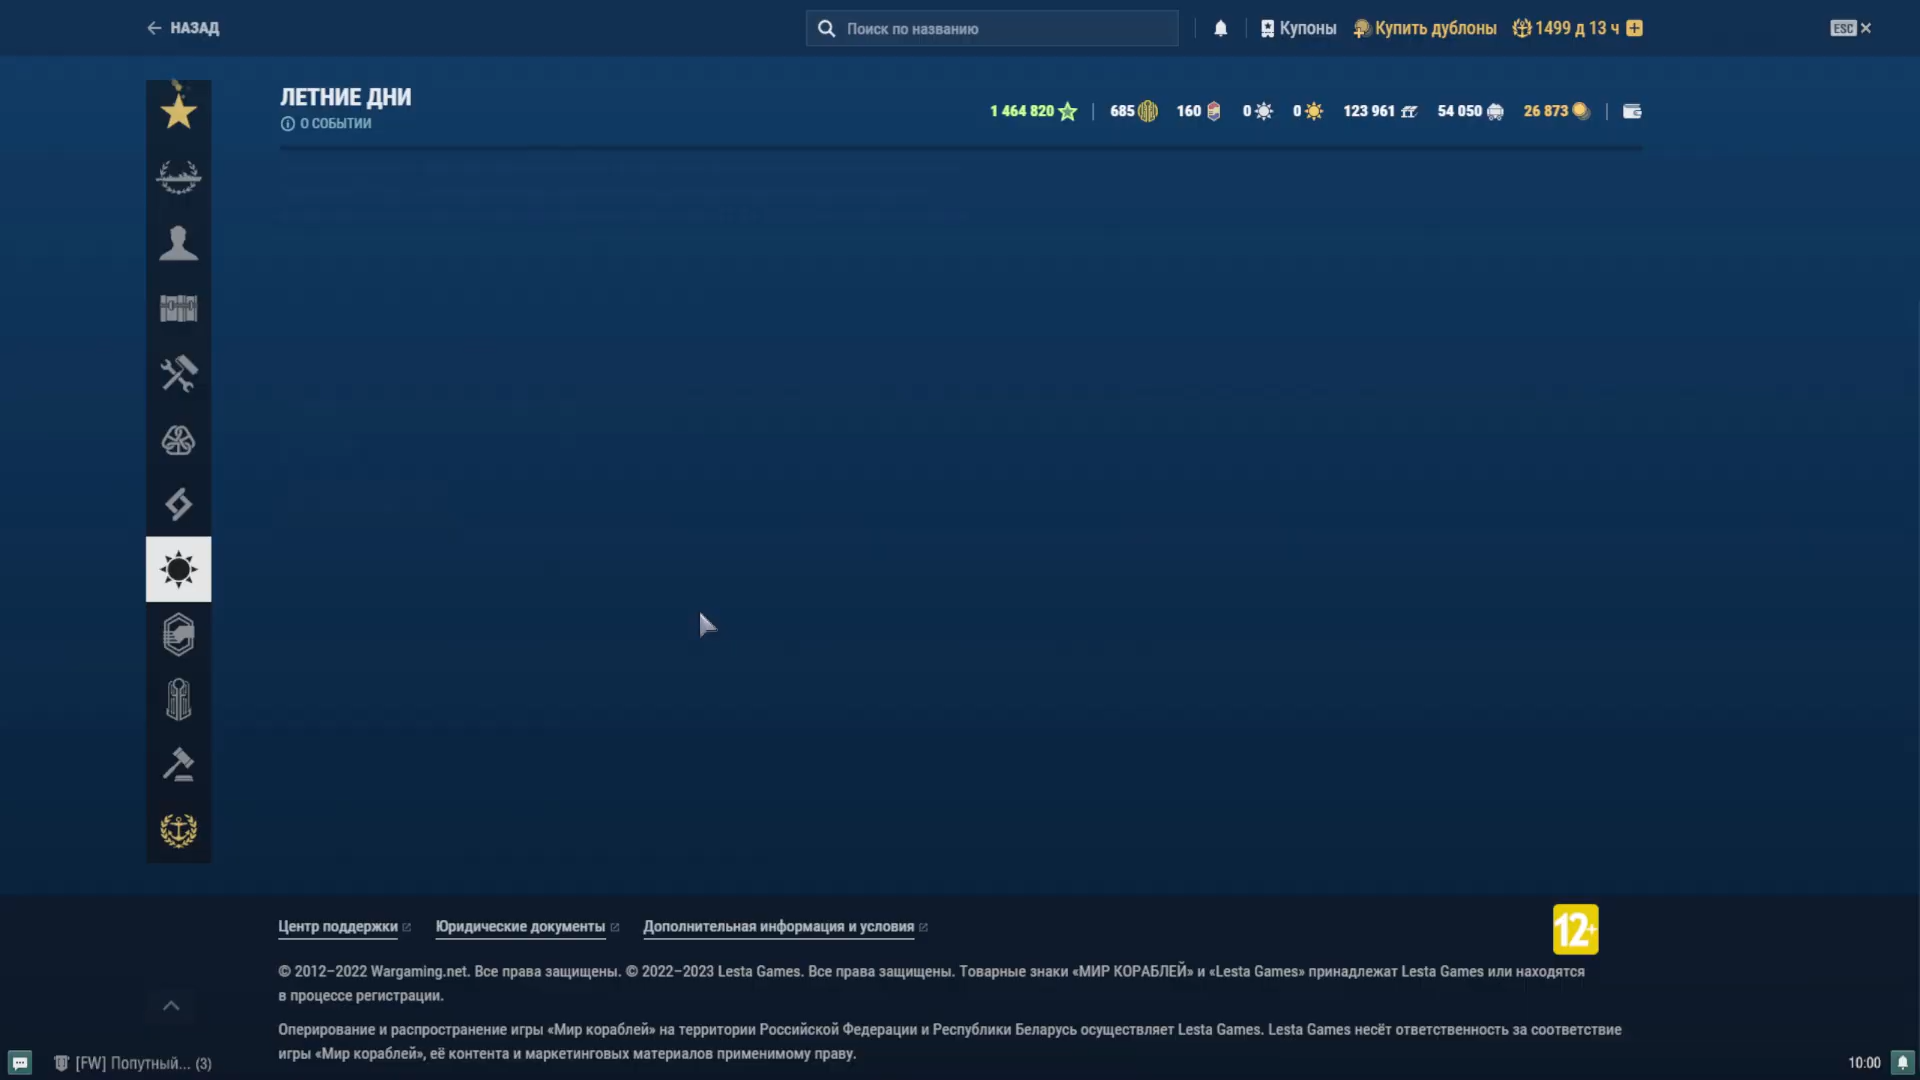 НАЗАД
Поиск по названию
Купоны
Купить дублоны
1499 д 13 ч
ESC
ЛЕТНИЕ ДНИ
О СОБЫТИИ
1 464 820
685
160
0
0
123 961
54 050
26 873
Центр поддержки
Юридические документы
Дополнительная информация и условия
12+
© 2012–2022 Wargaming.net. Все права защищены. © 2022–2023 Lesta Games. Все права защищены. Товарные знаки «МИР КОРАБЛЕЙ» и «Lesta Games» принадлежат Lesta Games или находятся
в процессе регистрации.
Оперирование и распространение игры «Мир кораблей» на территории Российской Федерации и Республики Беларусь осуществляет Lesta Games. Lesta Games несёт ответственность за соответствие
игры «Мир кораблей», её контента и маркетинговых материалов применимому праву.
[FW] Попутный... (3)
10:00